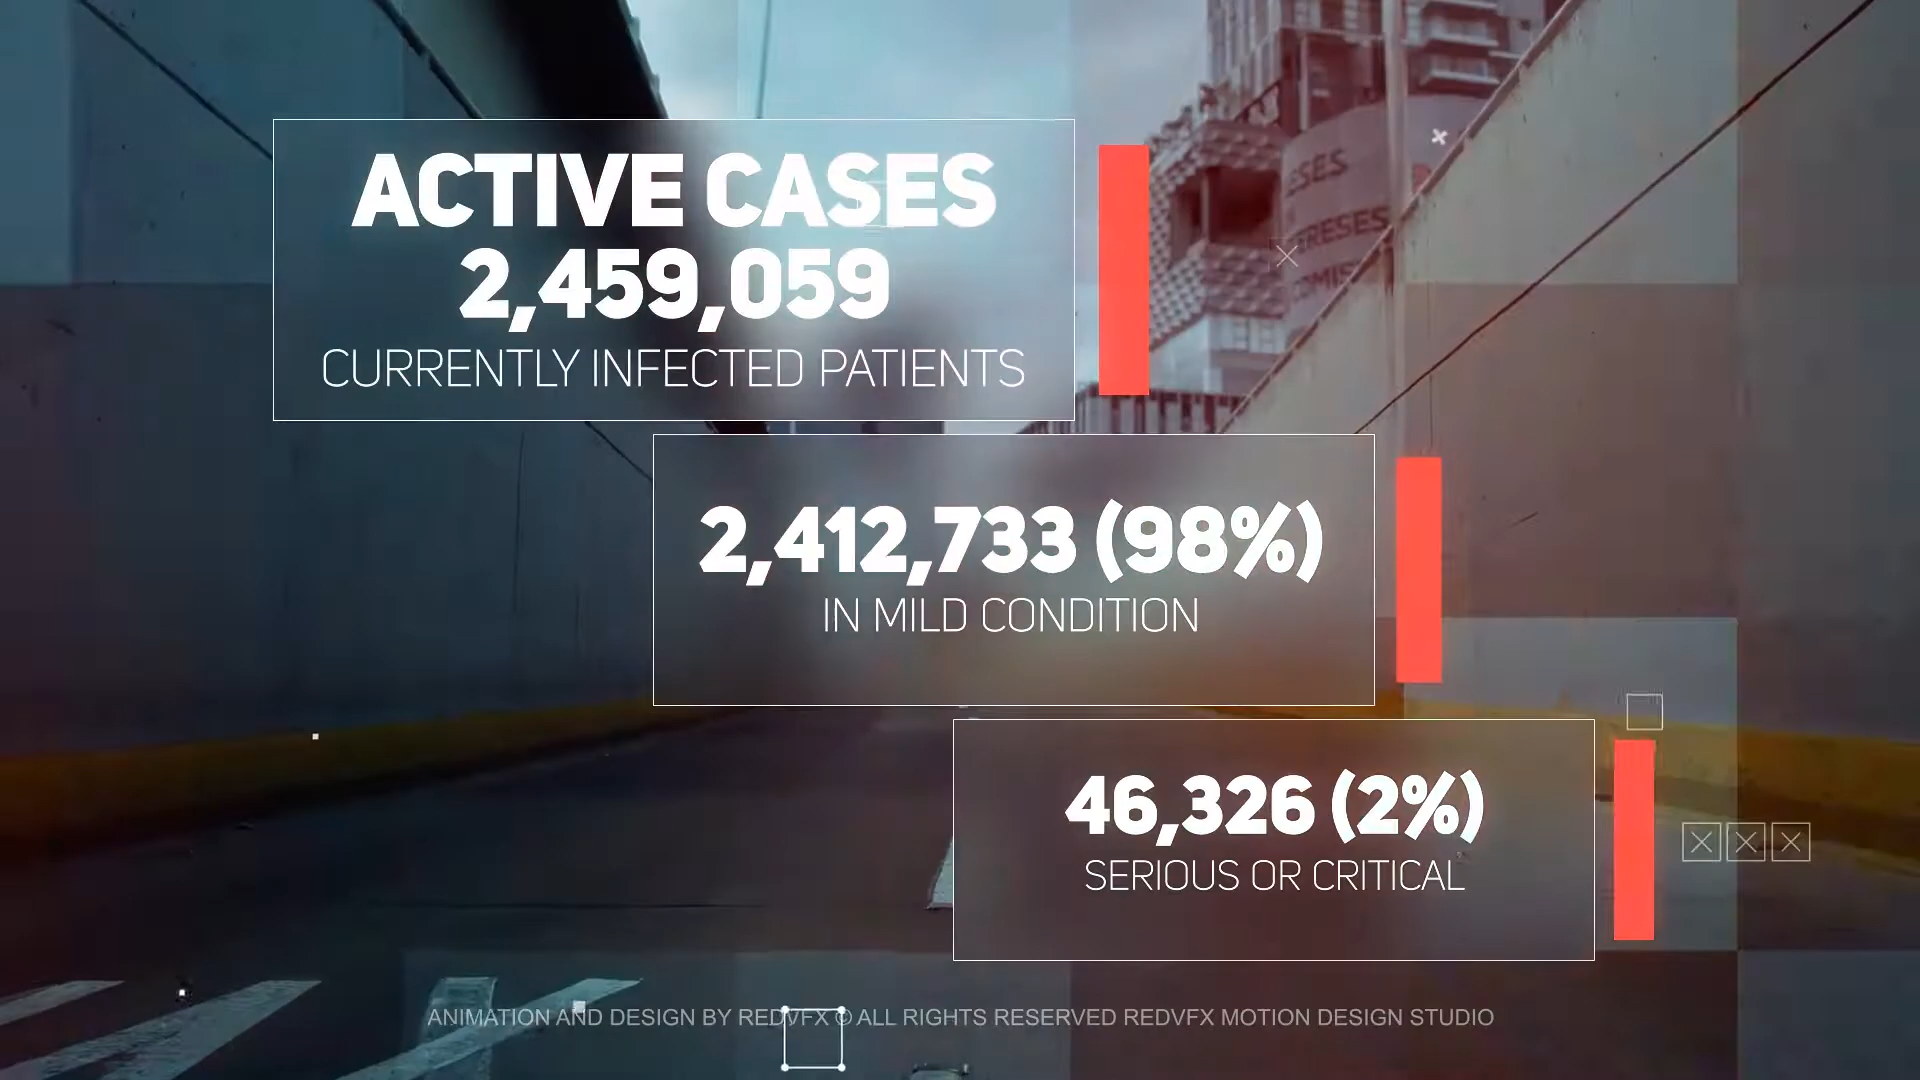 ACTIVE CASES
2,459,059
CURRENTLY INFECTED PATIENTS
ESES
2,412,733 (98%)
IN MILD CONDITION
46,326 (2%)
SERIOUS OR CRITICAL
ANIMATION AND DESIGN BY REDVFX © ALL RIGHTS RESERVED REDVFX MOTION DESIGN STUDIO